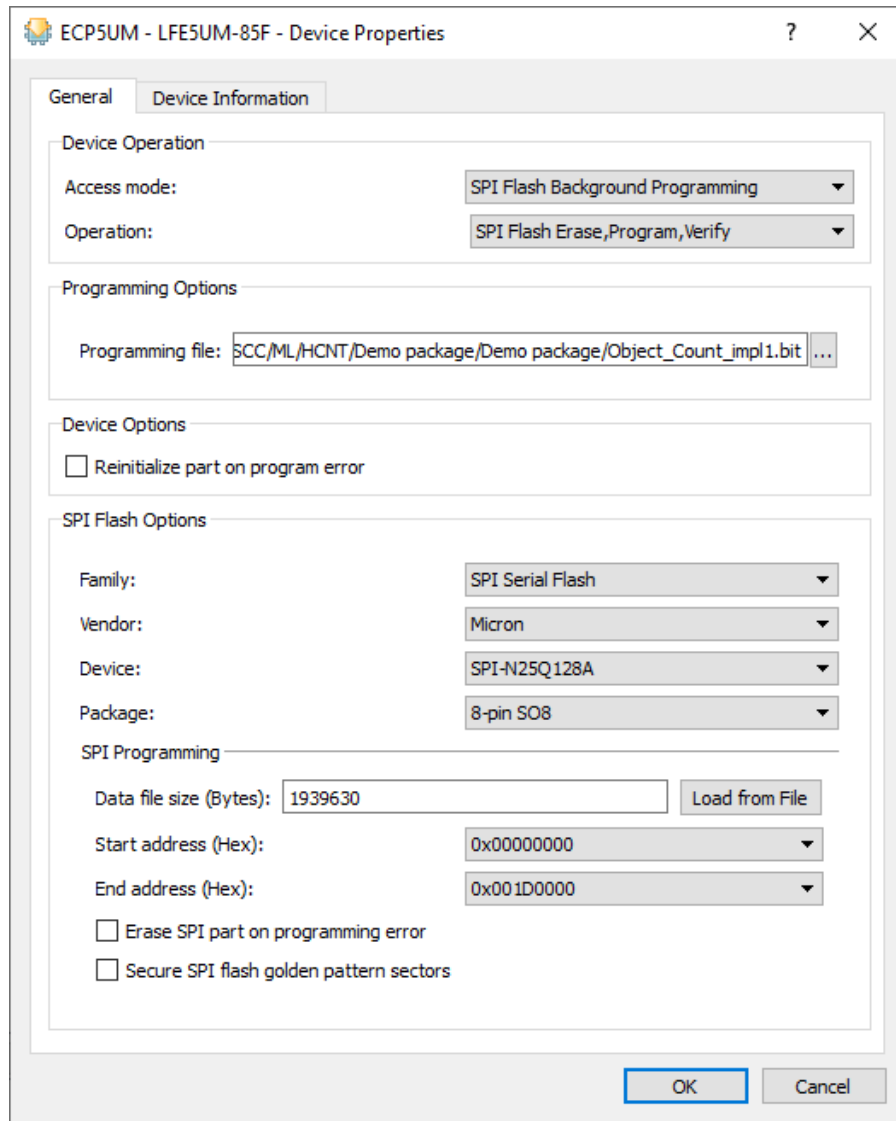 ECP5UM - LFE5UM-85F - Device Properties ?
General Device Information
Device Operation
Access mode: SPI Flash Background Programming
Operation: SPI Flash Erase,Program,Verify
Programming Options
Programming file: SCC/ML/HCNT/Demo package/Demo package/Object_Count_impl1.bit ...
Device Options
Reinitialize part on program error
SPI Flash Options
Family: SPI Serial Flash
Vendor: Micron
Device: SPI-N25Q128A
Package: 8-pin SO8
SPI Programming
Data file size (Bytes): 1939630 Load from File
Start address (Hex): 0x00000000
End address (Hex): 0x001D0000
Erase SPI part on programming error
Secure SPI flash golden pattern sectors
OK Cancel